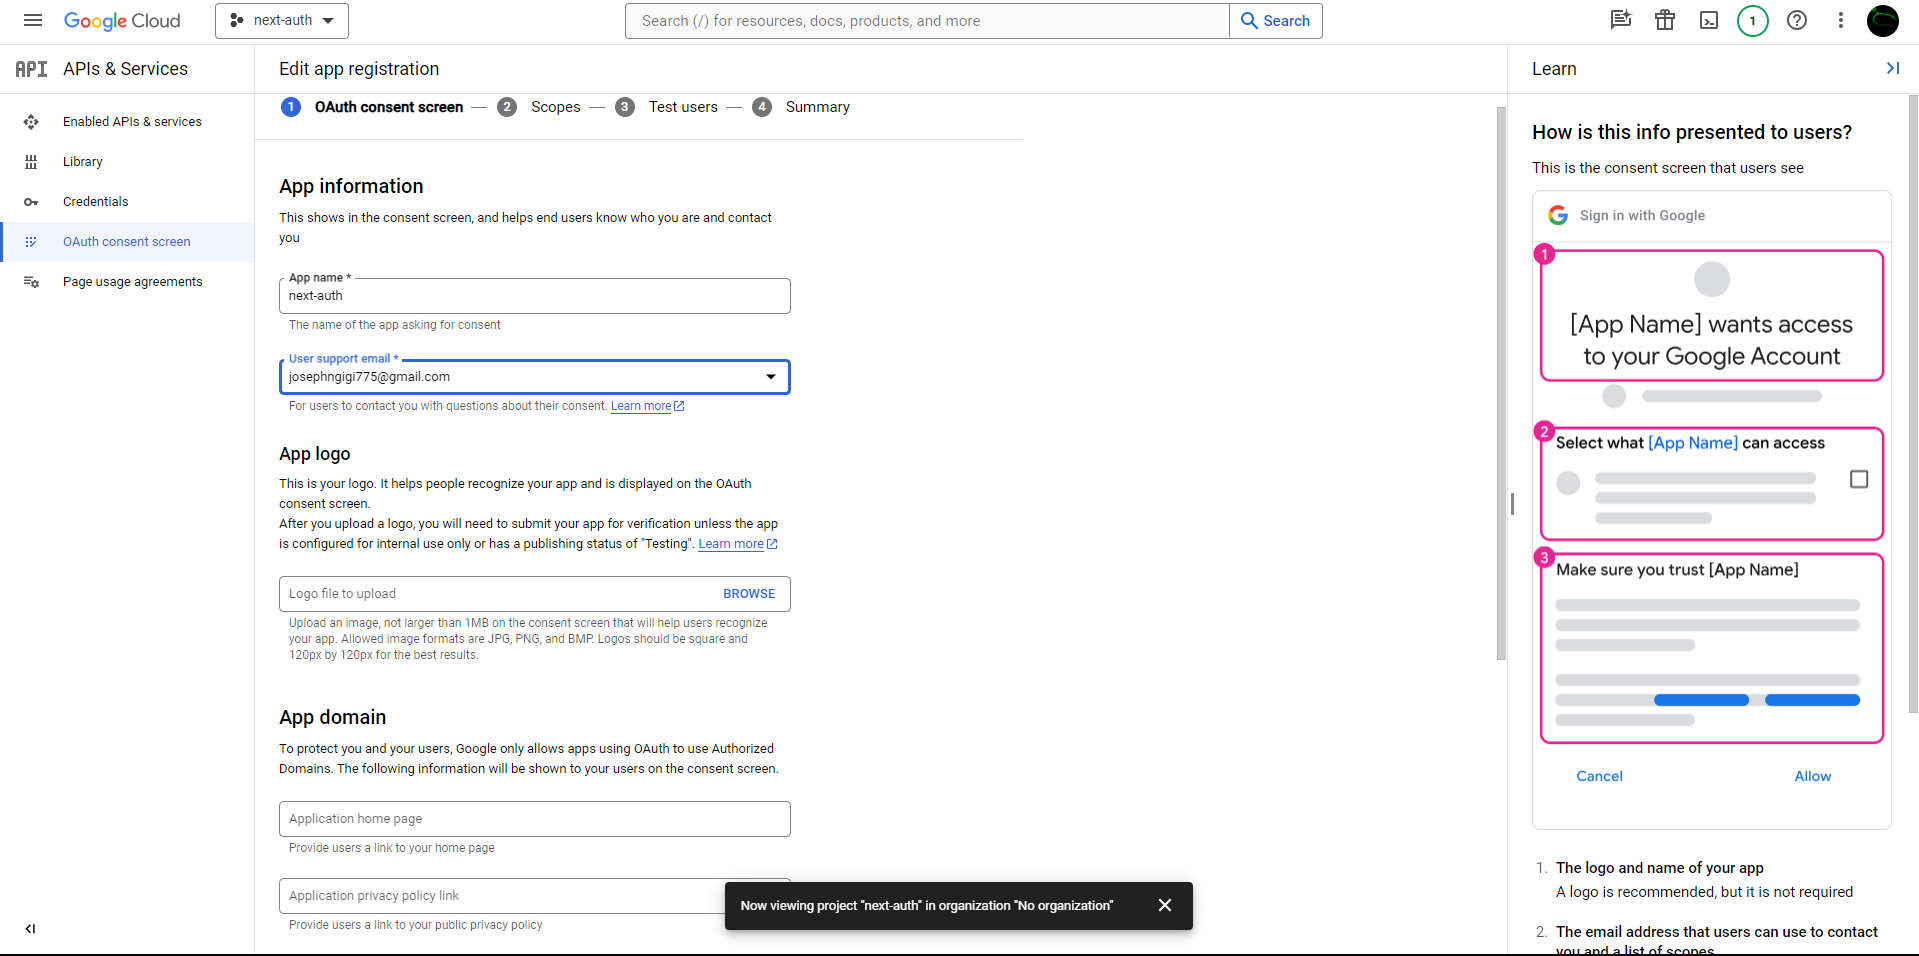 Google Cloud
next-auth
Search (/) for resources, docs, products, and more
Search
1
API APIs & Services
Enabled APIs & services
Library
Credentials
OAuth consent screen
Page usage agreements
Edit app registration
1 OAuth consent screen — 2 Scopes — 3 Test users — 4 Summary
App information
This shows in the consent screen, and helps end users know who you are and contact
you
App name *
next-auth
The name of the app asking for consent
User support email *
josephngigi775@gmail.com
For users to contact you with questions about their consent. Learn more
App logo
This is your logo. It helps people recognize your app and is displayed on the OAuth
consent screen.
After you upload a logo, you will need to submit your app for verification unless the app
is configured for internal use only or has a publishing status of "Testing". Learn more
Logo file to upload BROWSE
Upload an image, not larger than 1MB on the consent screen that will help users recognize
your app. Allowed image formats are JPG, PNG, and BMP. Logos should be square and
120px by 120px for the best results.
App domain
To protect you and your users, Google only allows apps using OAuth to use Authorized
Domains. The following information will be shown to your users on the consent screen.
Application home page
Provide users a link to your home page
Application privacy policy link
Provide users a link to your public privacy policy
Now viewing project "next-auth" in organization "No organization"
Learn
How is this info presented to users?
This is the consent screen that users see
Sign in with Google
1
[App Name] wants access
to your Google Account
2
Select what [App Name] can access
3
Make sure you trust [App Name]
Cancel Allow
1. The logo and name of your app
A logo is recommended, but it is not required
2. The email address that users can use to contact
you and a list of scopes